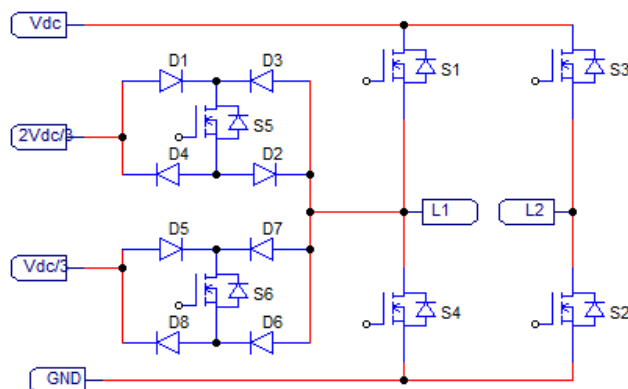 Vdc
D1
D3
S1
S3
2Vdc/3
S5
D4
D2
L1
L2
D5
D7
Vdc/3
S6
D8
D6
S4
S2
GND